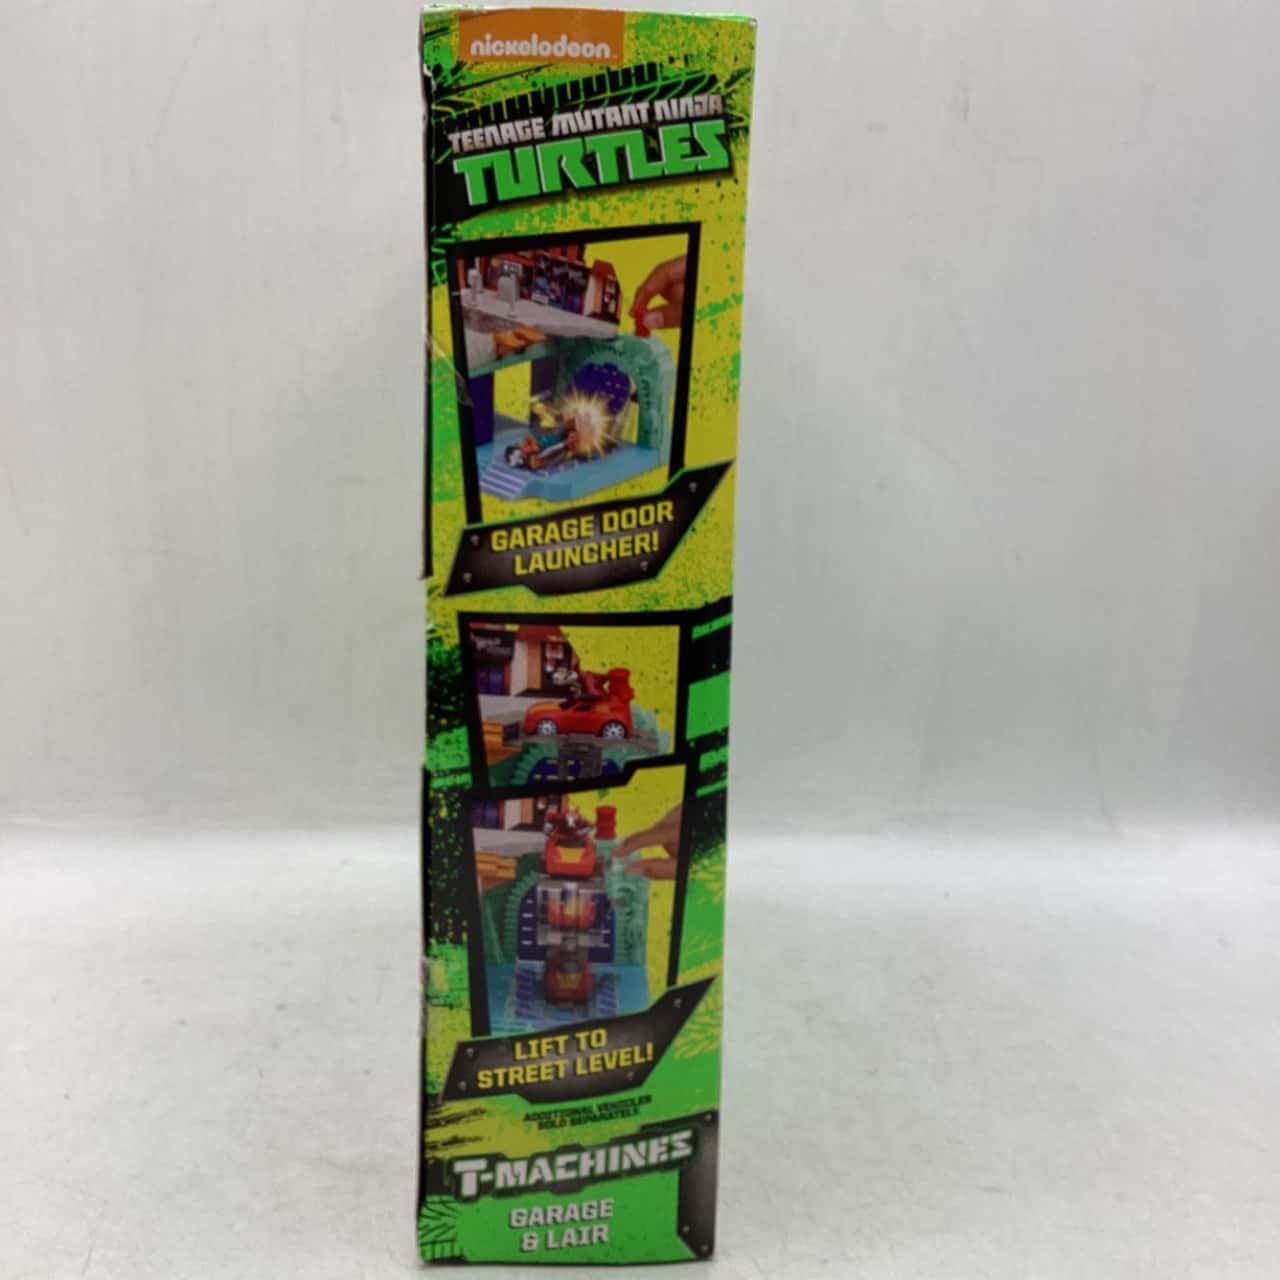 nickelodeon
TEENAGE MUTANT NINJA
TURTLES
GARAGE DOOR
LAUNCHER!
LIFT TO
STREET LEVEL!
ADDITIONAL VEHICLES
SOLD SEPARATELY.
T-MACHINES
GARAGE
& LAIR